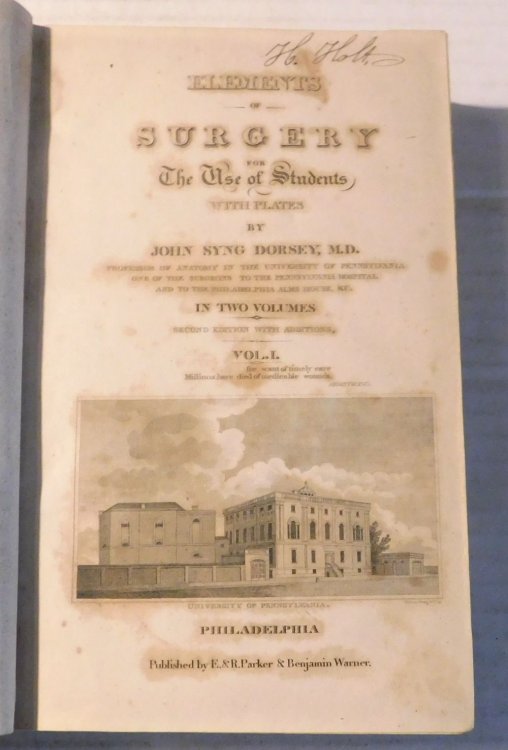 H. Holt.
ELEMENTS
OF
SURGERY
FOR
The Use of Students,
WITH PLATES
BY
JOHN SYNG DORSEY, M.D.
PROFESSOR OF ANATOMY IN THE UNIVERSITY OF PENNSYLVANIA
ONE OF THE SURGEONS TO THE PENNSYLVANIA HOSPITAL
AND TO THE PHILADELPHIA ALMS HOUSE, &C.
IN TWO VOLUMES
SECOND EDITION WITH ADDITIONS,
VOL.I.
for want of timely care
Millions have died of medicable wounds.
ARMSTRONG.
UNIVERSITY OF PENNSYLVANIA.
PHILADELPHIA
Published by E.&R.Parker & Benjamin Warner.